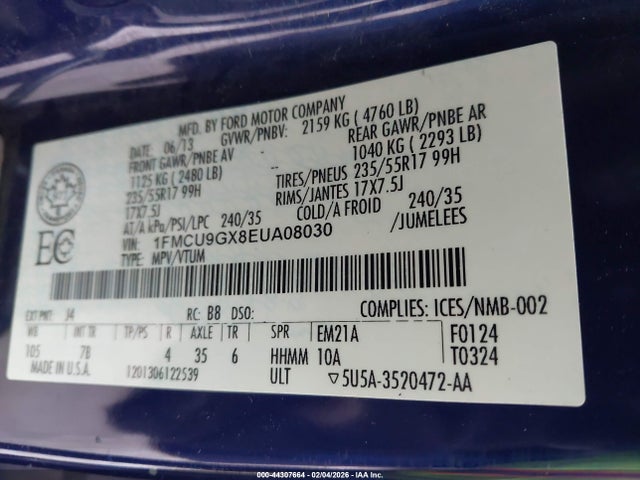 MFD. BY FORD MOTOR COMPANY
DATE: 06/13 GVWR/PNBV: 2159 KG ( 4760 LB)
FRONT GAWR/PNBE AV REAR GAWR/PNBE AR
1125 KG ( 2480 LB) 1040 KG ( 2293 LB)
235/55R17 99H TIRES/PNEUS 235/55R17 99H
17X7.5J RIMS/JANTES 17X7.5J
AT/A kPa/PSI/LPC 240/35 COLD/A FROID 240/35
VIN: 1FMCU9GX8EUA08030 /JUMELEES
TYPE: MPV/VTUM
EC
EXT PNT: J4 RC: B8 DSO: COMPLIES: ICES/NMB-002
WB INT TR TP/PS R AXLE TR SPR EM21A F0124
105 7B 4 35 6 HHMM 10A T0324
MADE IN U.S.A. 1201306122539 ULT ▽5U5A-3520472-AA
000-44307664 - 02/04/2026 - IAA Inc.